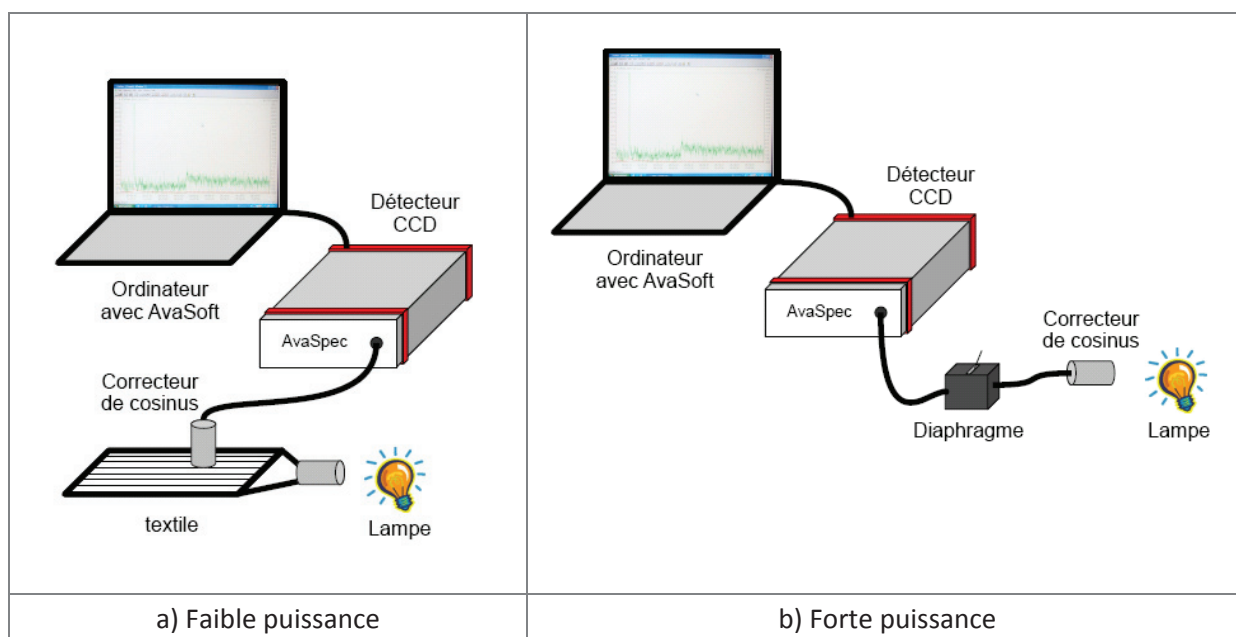 Détecteur
CCD
Ordinateur
avec AvaSoft
AvaSpec
Correcteur
de cosinus
textile
Lampe
a) Faible puissance
Détecteur
CCD
Ordinateur
avec AvaSoft
AvaSpec
Correcteur
de cosinus
Diaphragme
Lampe
b) Forte puissance